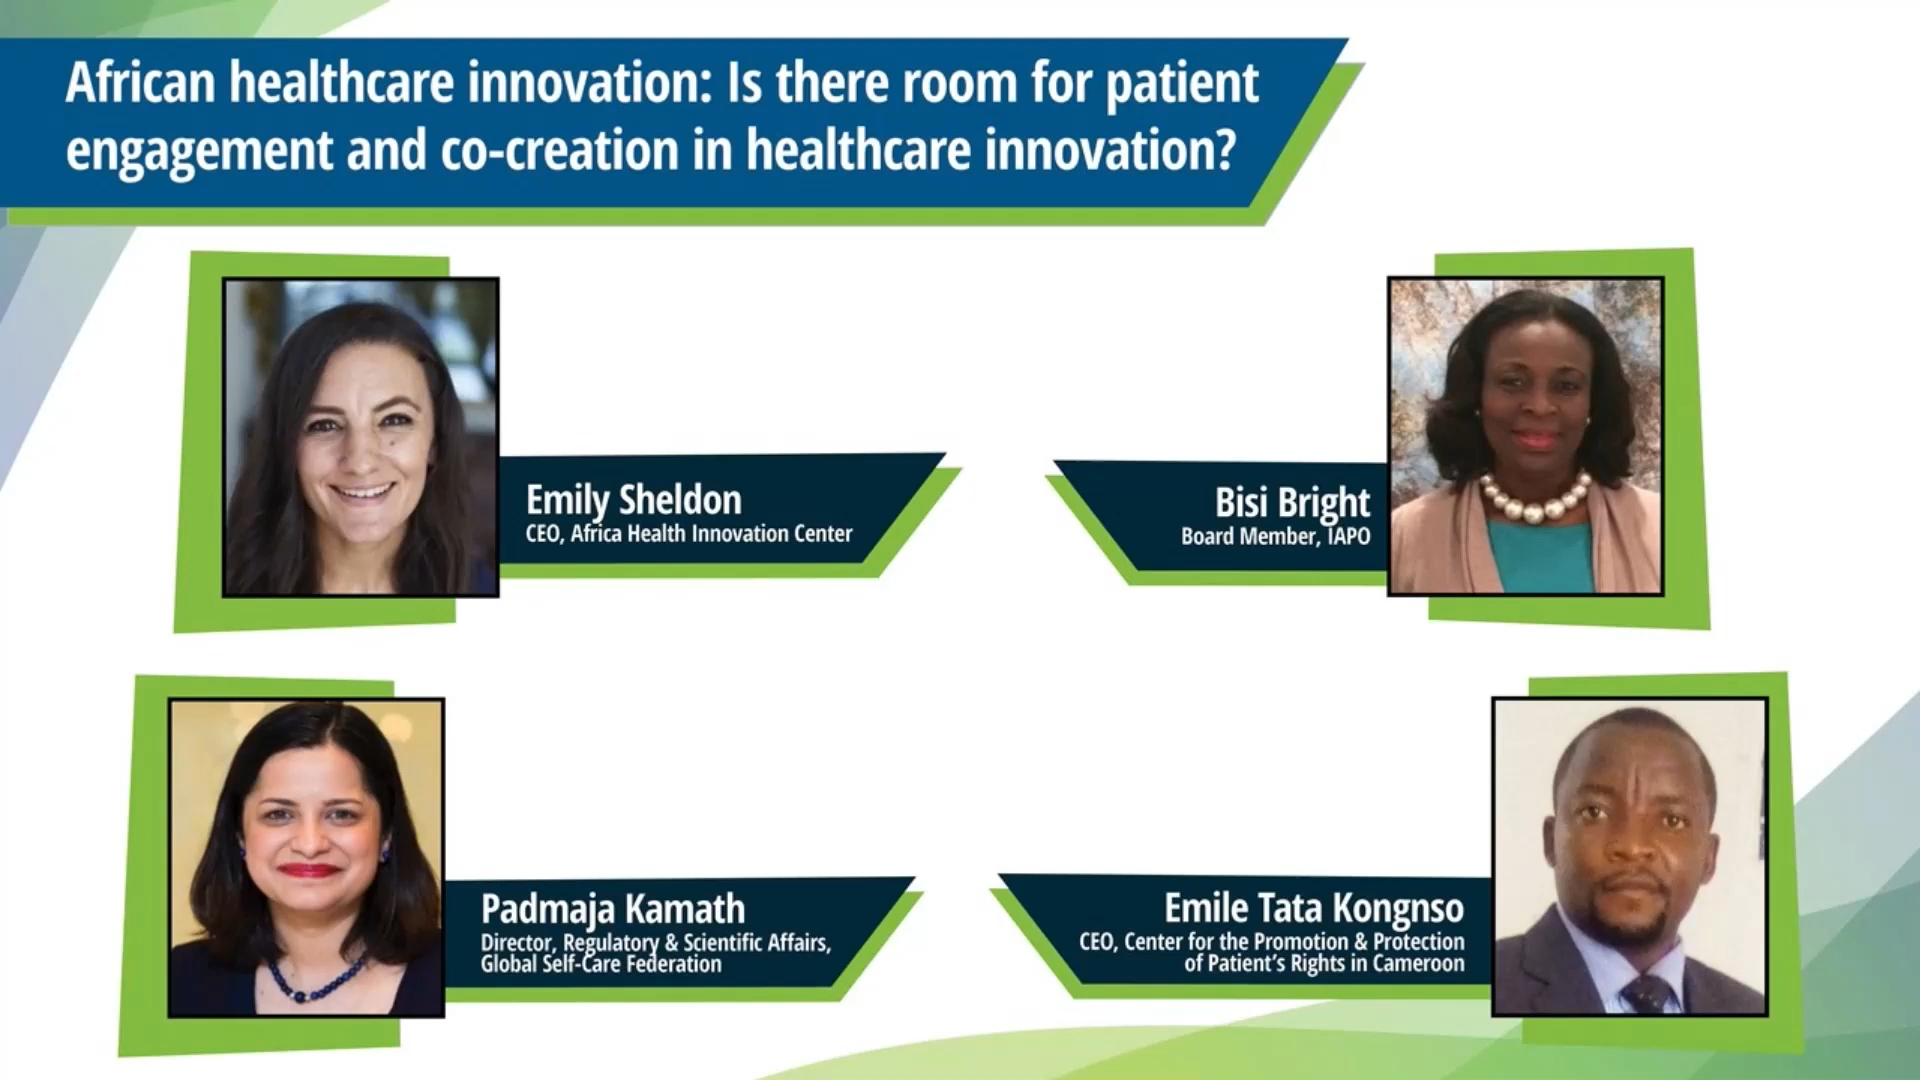 African healthcare innovation: Is there room for patient
engagement and co-creation in healthcare innovation?
Emily Sheldon
CEO, Africa Health Innovation Center
Bisi Bright
Board Member, IAPO
Padmaja Kamath
Director, Regulatory & Scientific Affairs,
Global Self-Care Federation
Emile Tata Kongnso
CEO, Center for the Promotion & Protection
of Patient's Rights in Cameroon